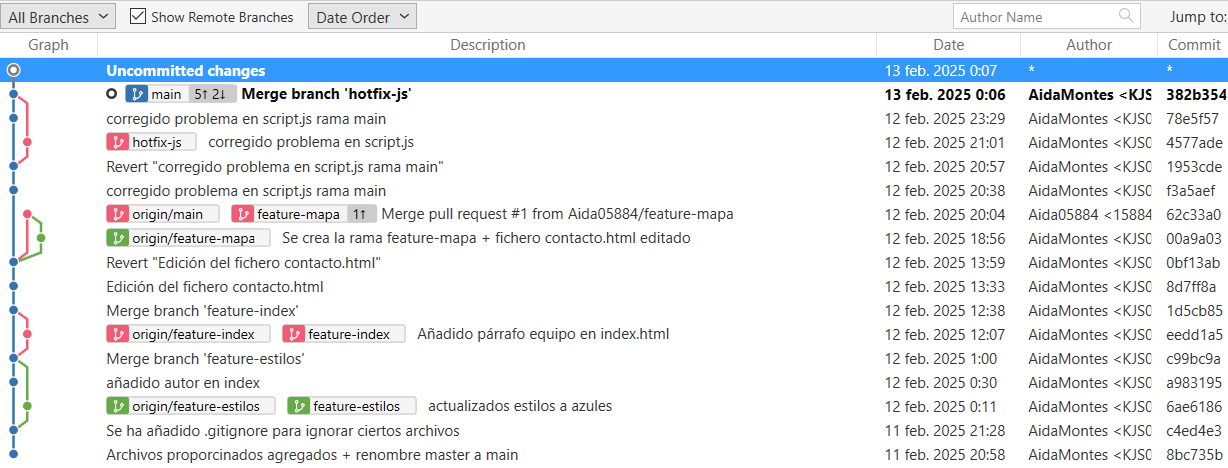 All Branches Show Remote Branches Date Order Author Name Jump to:
Graph Description Date Author Commit
Uncommitted changes 13 feb. 2025 0:07 * *
main 5↑ 2↓ Merge branch 'hotfix-js' 13 feb. 2025 0:06 AidaMontes <KJS 382b354
corregido problema en script.js rama main 12 feb. 2025 23:29 AidaMontes <KJS0 78e5f57
hotfix-js corregido problema en script.js 12 feb. 2025 21:01 AidaMontes <KJS0 4577ade
Revert "corregido problema en script.js rama main" 12 feb. 2025 20:57 AidaMontes <KJS0 1953cde
corregido problema en script.js rama main 12 feb. 2025 20:38 AidaMontes <KJS0 f3a5aef
origin/main feature-mapa 1↑ Merge pull request #1 from Aida05884/feature-mapa 12 feb. 2025 20:04 Aida05884 <15884 62c33a0
origin/feature-mapa Se crea la rama feature-mapa + fichero contacto.html editado 12 feb. 2025 18:56 AidaMontes <KJS0 00a9a03
Revert "Edición del fichero contacto.html" 12 feb. 2025 13:59 AidaMontes <KJS0 0bf13ab
Edición del fichero contacto.html 12 feb. 2025 13:33 AidaMontes <KJS0 8d7ff8a
Merge branch 'feature-index' 12 feb. 2025 12:38 AidaMontes <KJS0 1d5cb85
origin/feature-index feature-index Añadido párrafo equipo en index.html 12 feb. 2025 12:07 AidaMontes <KJS0 eedd1a5
Merge branch 'feature-estilos' 12 feb. 2025 1:00 AidaMontes <KJS0 c99bc9a
añadido autor en index 12 feb. 2025 0:30 AidaMontes <KJS0 a983195
origin/feature-estilos feature-estilos actualizados estilos a azules 12 feb. 2025 0:11 AidaMontes <KJS0 6ae6186
Se ha añadido .gitignore para ignorar ciertos archivos 11 feb. 2025 21:28 AidaMontes <KJS0 c4ed4e3
Archivos proporcinados agregados + renombre master a main 11 feb. 2025 20:58 AidaMontes <KJS0 8bc735b